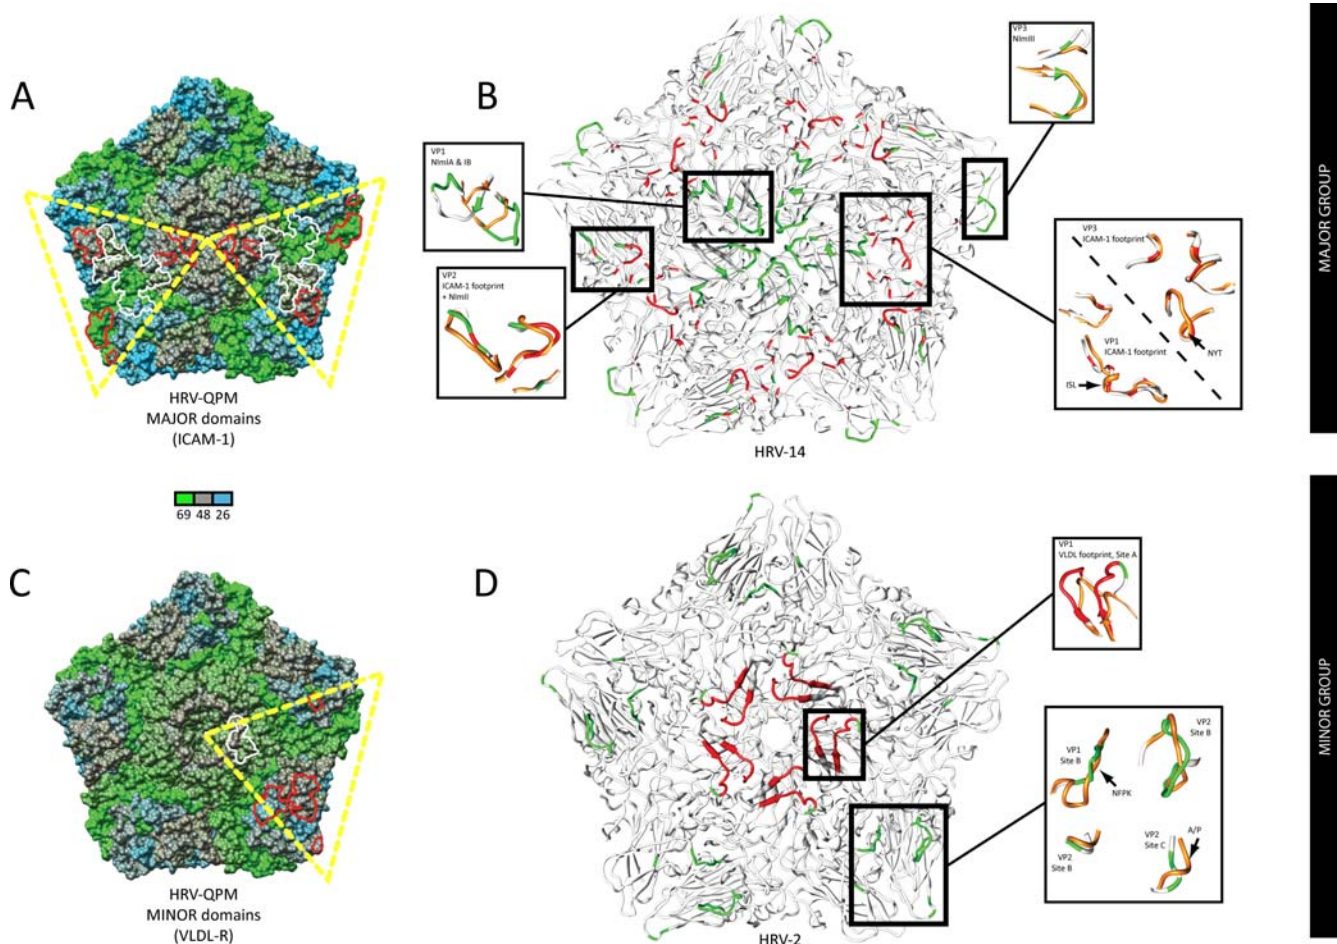 A
HRV-QPM
MAJOR domains
(ICAM-1)
69 48 26
B
VP1
NImIA & IB
VP2
ICAM-1 footprint
+ NImII
VP3
NImIII
VP3
ICAM-1 footprint
NYT
VP1
ICAM-1 footprint
ISL
HRV-14
MAJOR GROUP
C
HRV-QPM
MINOR domains
(VLDL-R)
D
VP1
VLDL footprint, Site A
VP1
Site B
NFPK
VP2
Site B
VP2
Site B
VP2
Site C
A/P
HRV-2
MINOR GROUP